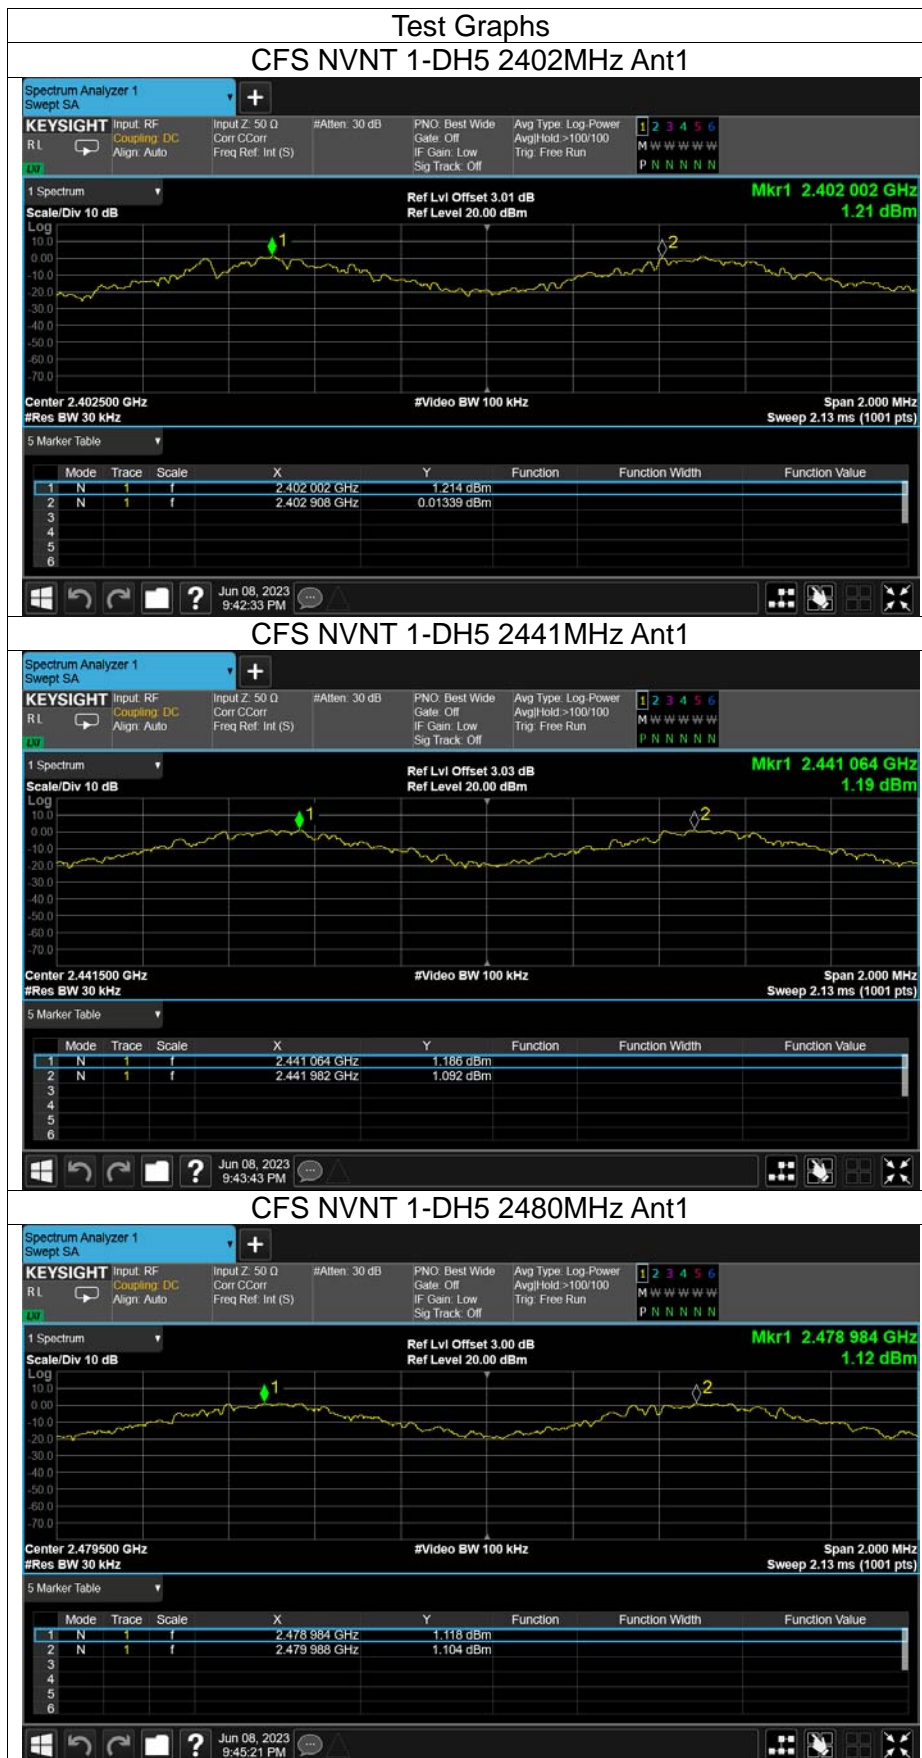 Test Graphs
CFS NVNT 1-DH5 2402MHz Ant1
Spectrum Analyzer 1
Swept SA
+
KEYSIGHT Input: RF Input Z: 50 Ω #Atten: 30 dB PNO: Best Wide Avg Type: Log-Power 1 2 3 4 5 6
RL Coupling: DC Corr CCorr Gate: Off Avg|Hold:>100/100 M W W W W W
Align: Auto Freq Ref: Int (S) IF Gain: Low Trig: Free Run
LXI Sig Track: Off P N N N N N
1 Spectrum Ref Lvl Offset 3.01 dB Mkr1 2.402 002 GHz
Scale/Div 10 dB Ref Level 20.00 dBm 1.21 dBm
Log
10.0
0.00
-10.0
-20.0
-30.0
-40.0
-50.0
-60.0
-70.0
1
2
Center 2.402500 GHz #Video BW 100 kHz Span 2.000 MHz
#Res BW 30 kHz Sweep 2.13 ms (1001 pts)
5 Marker Table
Mode Trace Scale X Y Function Function Width Function Value
1 N 1 f 2.402 002 GHz 1.214 dBm
2 N 1 f 2.402 908 GHz 0.01339 dBm
3
4
5
6
? Jun 08, 2023
9:42:33 PM
CFS NVNT 1-DH5 2441MHz Ant1
Spectrum Analyzer 1
Swept SA
+
KEYSIGHT Input: RF Input Z: 50 Ω #Atten: 30 dB PNO: Best Wide Avg Type: Log-Power 1 2 3 4 5 6
RL Coupling: DC Corr CCorr Gate: Off Avg|Hold:>100/100 M W W W W W
Align: Auto Freq Ref: Int (S) IF Gain: Low Trig: Free Run
LXI Sig Track: Off P N N N N N
1 Spectrum Ref Lvl Offset 3.03 dB Mkr1 2.441 064 GHz
Scale/Div 10 dB Ref Level 20.00 dBm 1.19 dBm
Log
10.0
0.00
-10.0
-20.0
-30.0
-40.0
-50.0
-60.0
-70.0
1
2
Center 2.441500 GHz #Video BW 100 kHz Span 2.000 MHz
#Res BW 30 kHz Sweep 2.13 ms (1001 pts)
5 Marker Table
Mode Trace Scale X Y Function Function Width Function Value
1 N 1 f 2.441 064 GHz 1.186 dBm
2 N 1 f 2.441 982 GHz 1.092 dBm
3
4
5
6
? Jun 08, 2023
9:43:43 PM
CFS NVNT 1-DH5 2480MHz Ant1
Spectrum Analyzer 1
Swept SA
+
KEYSIGHT Input: RF Input Z: 50 Ω #Atten: 30 dB PNO: Best Wide Avg Type: Log-Power 1 2 3 4 5 6
RL Coupling: DC Corr CCorr Gate: Off Avg|Hold:>100/100 M W W W W W
Align: Auto Freq Ref: Int (S) IF Gain: Low Trig: Free Run
LXI Sig Track: Off P N N N N N
1 Spectrum Ref Lvl Offset 3.00 dB Mkr1 2.478 984 GHz
Scale/Div 10 dB Ref Level 20.00 dBm 1.12 dBm
Log
10.0
0.00
-10.0
-20.0
-30.0
-40.0
-50.0
-60.0
-70.0
1
2
Center 2.479500 GHz #Video BW 100 kHz Span 2.000 MHz
#Res BW 30 kHz Sweep 2.13 ms (1001 pts)
5 Marker Table
Mode Trace Scale X Y Function Function Width Function Value
1 N 1 f 2.478 984 GHz 1.118 dBm
2 N 1 f 2.479 988 GHz 1.104 dBm
3
4
5
6
? Jun 08, 2023
9:45:21 PM